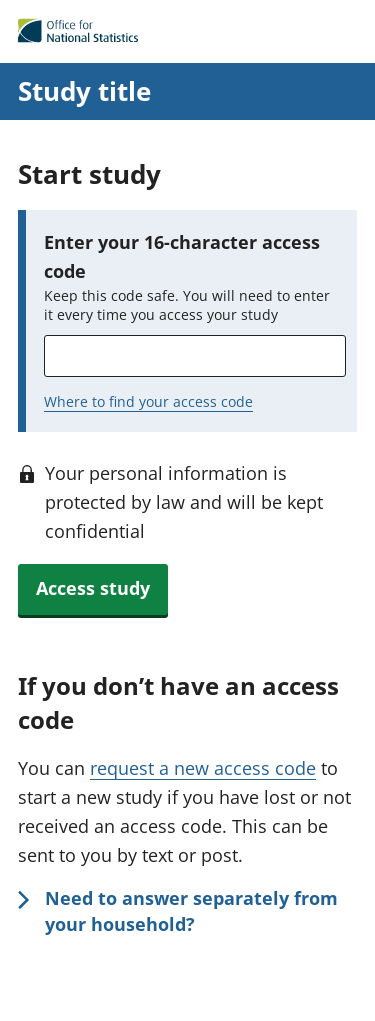 Office for
National Statistics
Study title
Start study
Enter your 16-character access
code
Keep this code safe. You will need to enter
it every time you access your study
Where to find your access code
Your personal information is
protected by law and will be kept
confidential
Access study
If you don’t have an access
code
You can request a new access code to
start a new study if you have lost or not
received an access code. This can be
sent to you by text or post.
Need to answer separately from
your household?